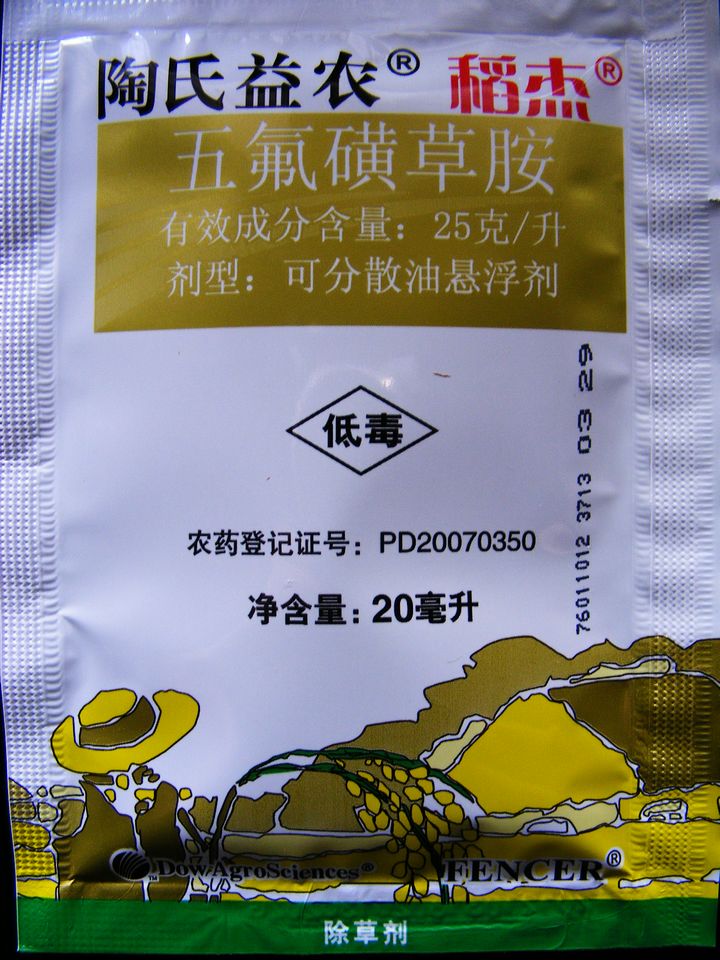 陶氏益农® 稻杰®
五氟磺草胺
有效成分含量：25克/升
剂型：可分散油悬浮剂
低毒
农药登记证号：PD20070350
净含量：20毫升
76011012 3713 03 29
™DowAgroSciences® FENCER®
除草剂